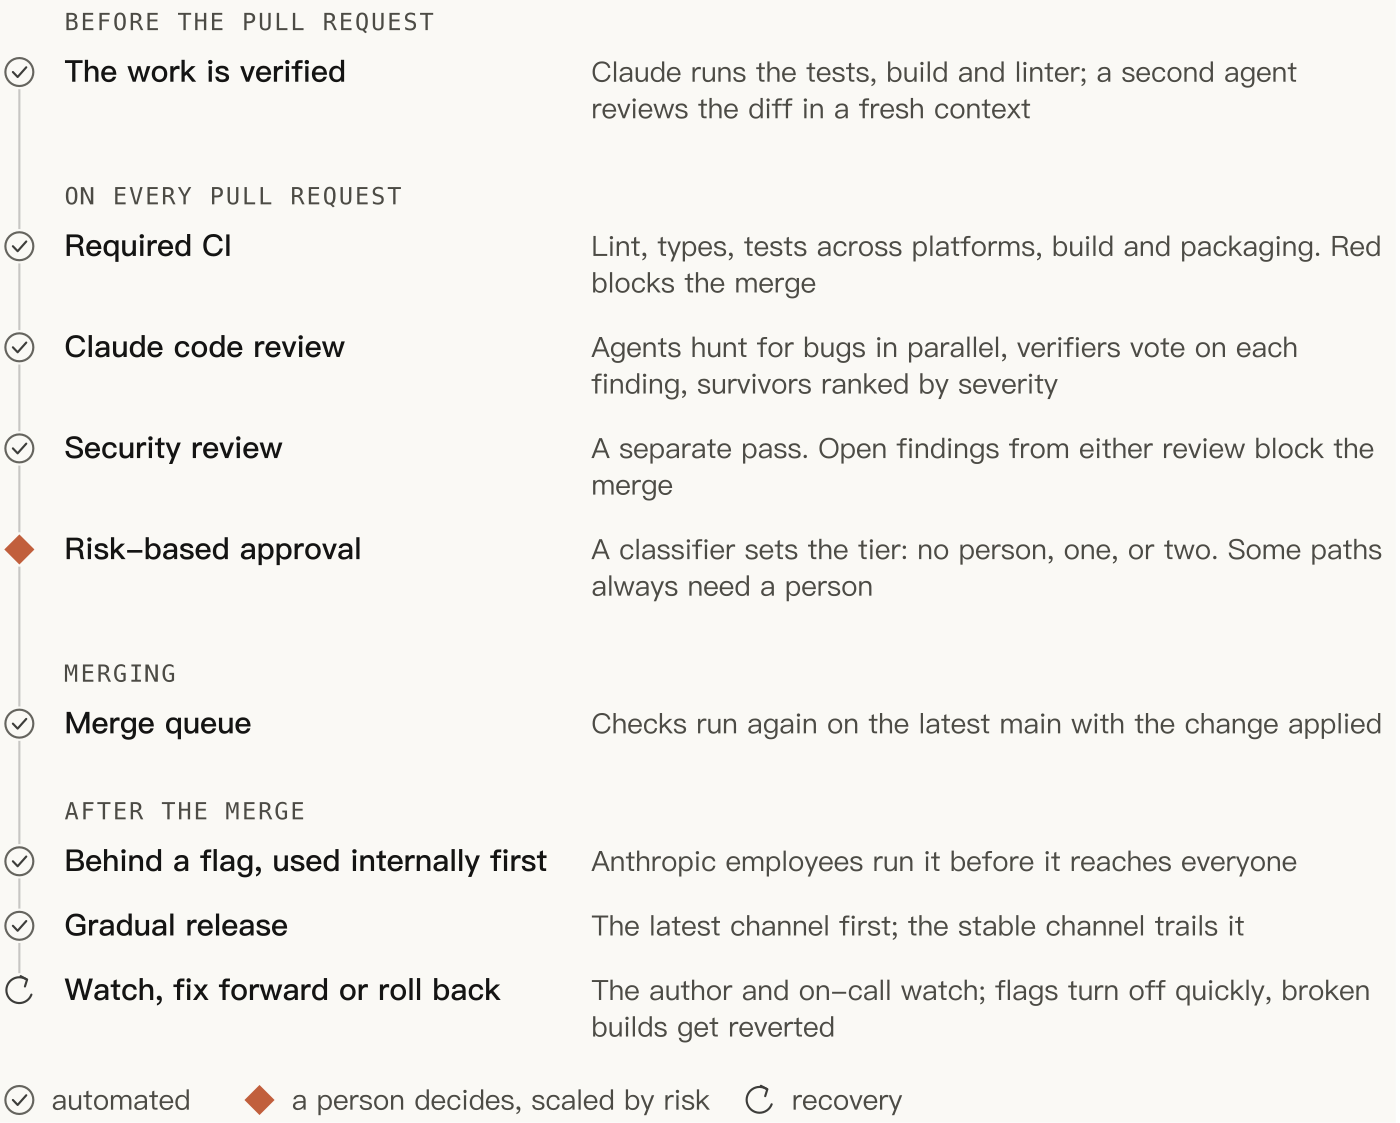 BEFORE THE PULL REQUEST
The work is verified
Claude runs the tests, build and linter; a second agent
reviews the diff in a fresh context
ON EVERY PULL REQUEST
Required CI
Lint, types, tests across platforms, build and packaging. Red
blocks the merge
Claude code review
Agents hunt for bugs in parallel, verifiers vote on each
finding, survivors ranked by severity
Security review
A separate pass. Open findings from either review block the
merge
Risk–based approval
A classifier sets the tier: no person, one, or two. Some paths
always need a person
MERGING
Merge queue
Checks run again on the latest main with the change applied
AFTER THE MERGE
Behind a flag, used internally first
Anthropic employees run it before it reaches everyone
Gradual release
The latest channel first; the stable channel trails it
Watch, fix forward or roll back
The author and on–call watch; flags turn off quickly, broken
builds get reverted
automated
a person decides, scaled by risk
recovery